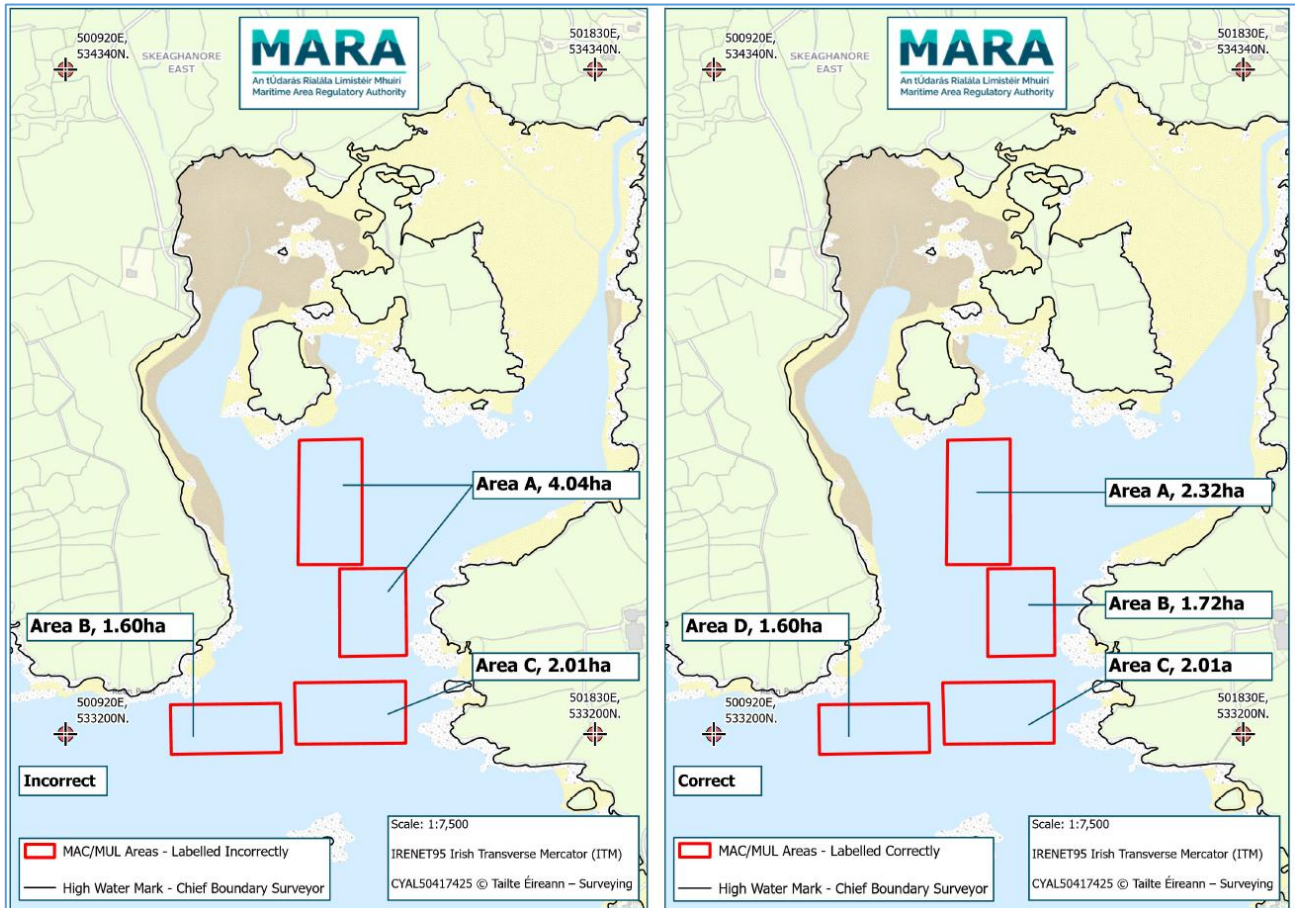 500920E,
534340N.
SKEAGHANORE
EAST
MARA
An tÚdarás Rialála Limistéir Mhuirí
Maritime Area Regulatory Authority
501830E,
534340N.
Area A, 4.04ha
Area B, 1.60ha
Area C, 2.01ha
500920E,
533200N.
501830E,
533200N.
Incorrect
MAC/MUL Areas - Labelled Incorrectly
High Water Mark - Chief Boundary Surveyor
Scale: 1:7,500
IRENET95 Irish Transverse Mercator (ITM)
CYAL50417425 © Tailte Éireann – Surveying
500920E,
534340N.
SKEAGHANORE
EAST
MARA
An tÚdarás Rialála Limistéir Mhuirí
Maritime Area Regulatory Authority
501830E,
534340N.
Area A, 2.32ha
Area B, 1.72ha
Area D, 1.60ha
Area C, 2.01a
500920E,
533200N.
501830E,
533200N.
Correct
MAC/MUL Areas - Labelled Correctly
High Water Mark - Chief Boundary Surveyor
Scale: 1:7,500
IRENET95 Irish Transverse Mercator (ITM)
CYAL50417425 © Tailte Éireann – Surveying